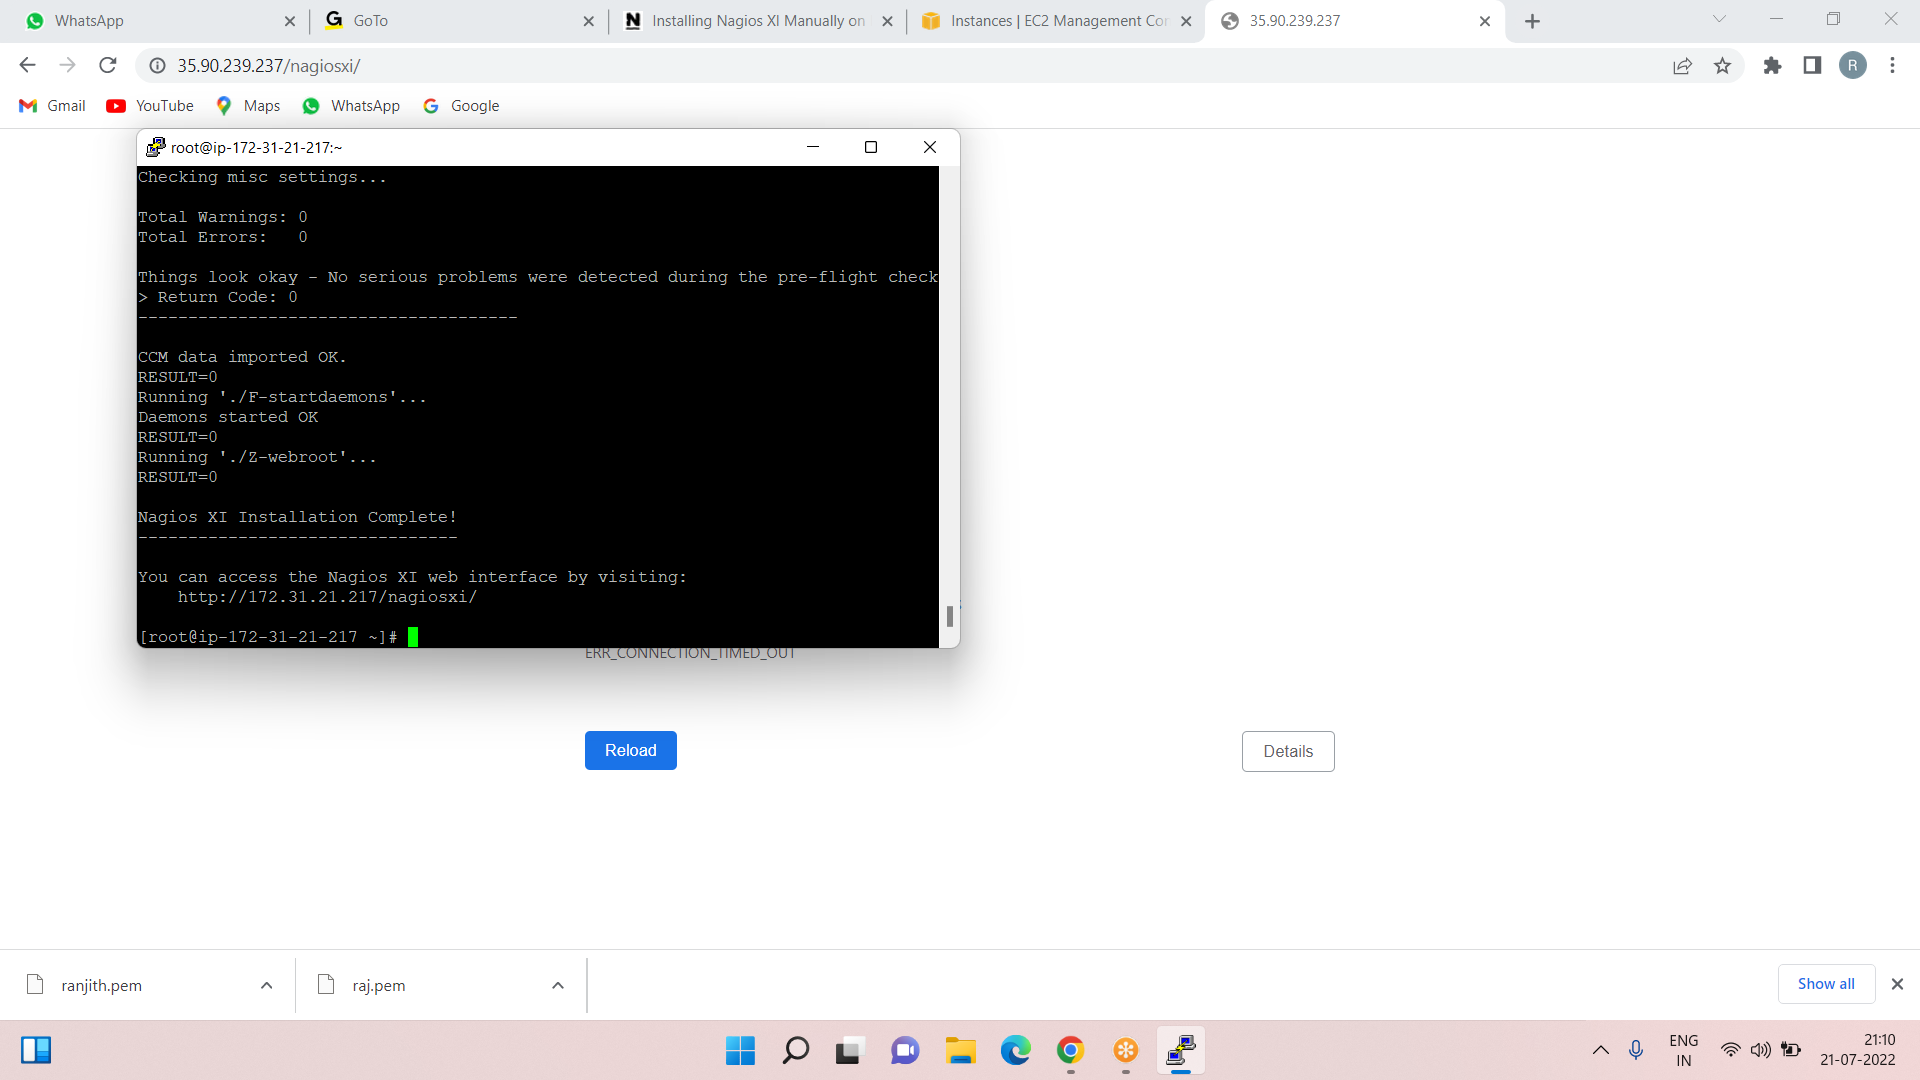 WhatsApp
GoTo
Installing Nagios XI Manually on
Instances | EC2 Management Con
35.90.239.237
35.90.239.237/nagiosxi/
R
Gmail
YouTube
Maps
WhatsApp
Google
root@ip-172-31-21-217:~
Checking misc settings...
Total Warnings: 0
Total Errors:   0
Things look okay - No serious problems were detected during the pre-flight check
> Return Code: 0
--------------------------------------
CCM data imported OK.
RESULT=0
Running './F-startdaemons'...
Daemons started OK
RESULT=0
Running './Z-webroot'...
RESULT=0
Nagios XI Installation Complete!
--------------------------------
You can access the Nagios XI web interface by visiting:
    http://172.31.21.217/nagiosxi/
[root@ip-172-31-21-217 ~]#
ERR_CONNECTION_TIMED_OUT
Reload
Details
ranjith.pem
raj.pem
Show all
ENG
IN
21:10
21-07-2022